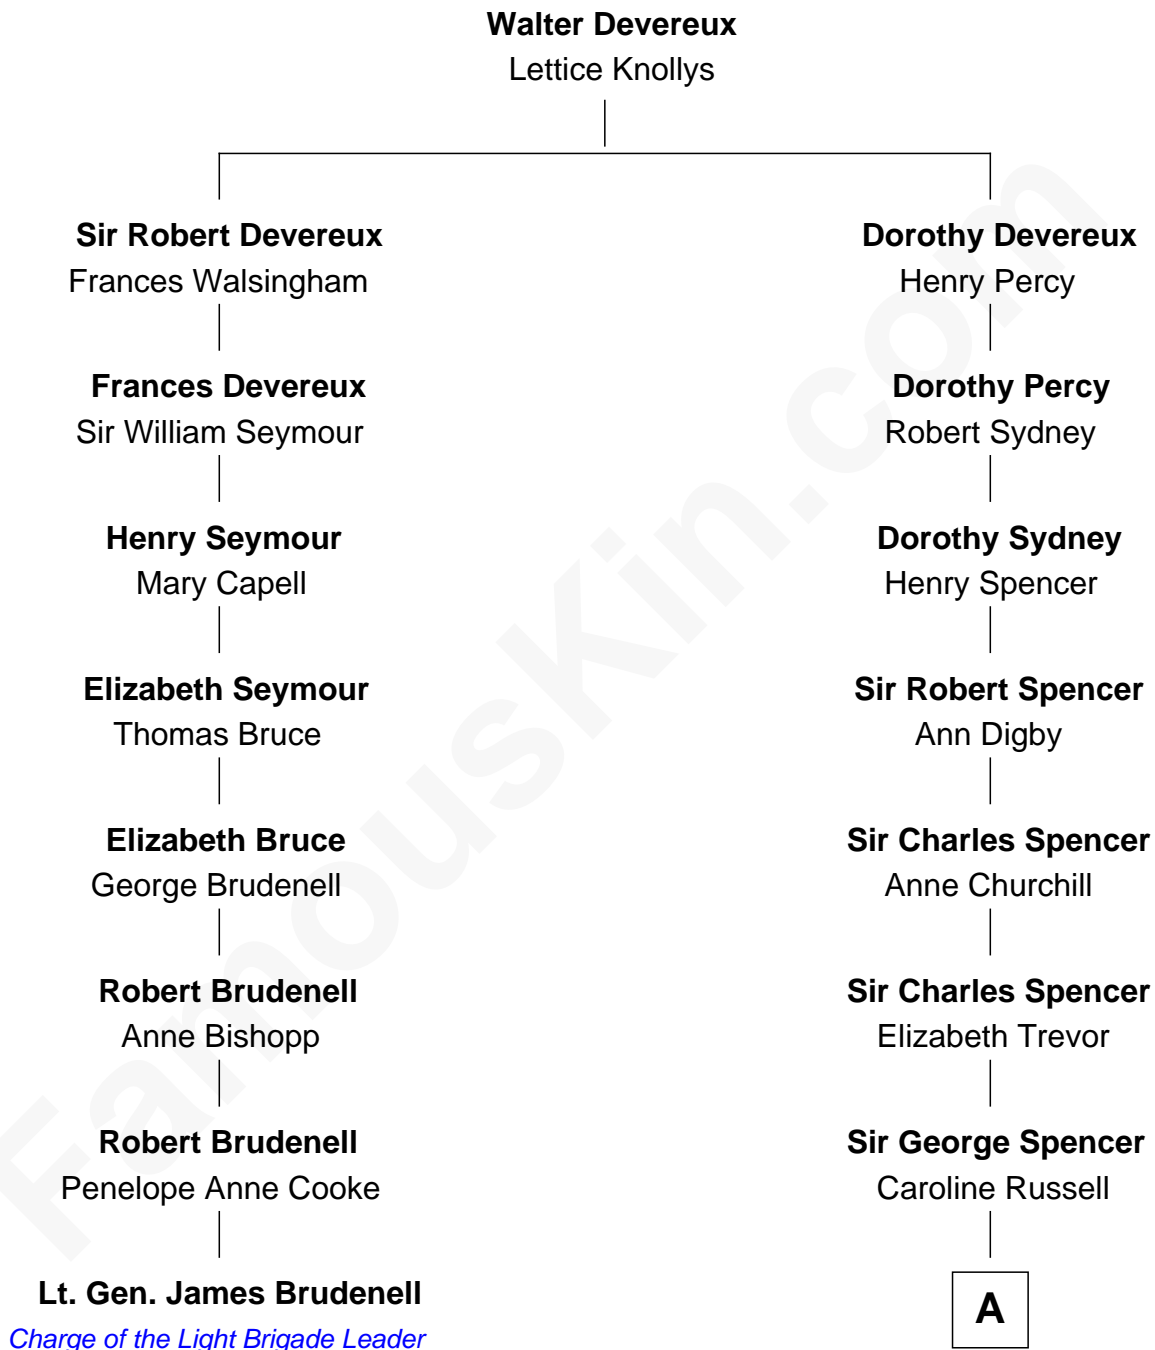 Walter Devereux
Lettice Knollys
Sir Robert Devereux
Frances Walsingham
Dorothy Devereux
Henry Percy
Frances Devereux
Sir William Seymour
Dorothy Percy
Robert Sydney
Henry Seymour
Mary Capell
Dorothy Sydney
Henry Spencer
Elizabeth Seymour
Thomas Bruce
Sir Robert Spencer
Ann Digby
Elizabeth Bruce
George Brudenell
Sir Charles Spencer
Anne Churchill
Robert Brudenell
Anne Bishopp
Sir Charles Spencer
Elizabeth Trevor
Robert Brudenell
Penelope Anne Cooke
Sir George Spencer
Caroline Russell
Lt. Gen. James Brudenell
Charge of the Light Brigade Leader
A
FamousKin.com